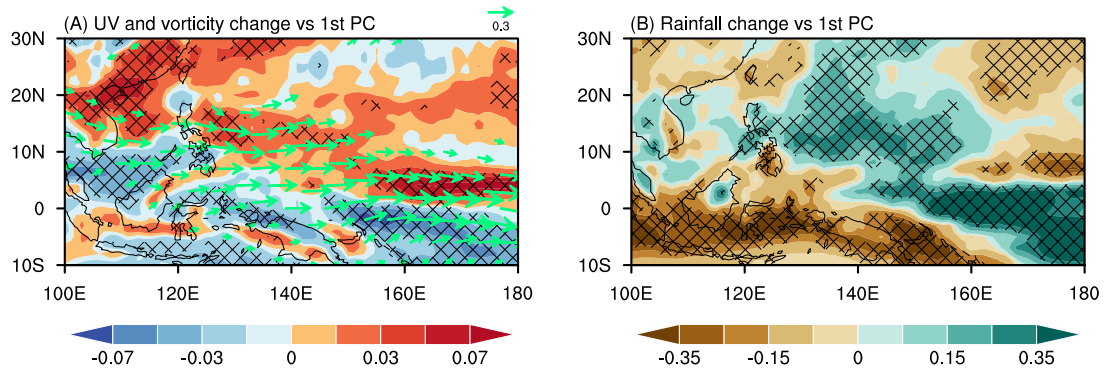 (A) UV and vorticity change vs 1st PC
0.3
30N
20N
10N
0
10S
100E 120E 140E 160E 180
-0.07 -0.03 0 0.03 0.07
(B) Rainfall change vs 1st PC
30N
20N
10N
0
10S
100E 120E 140E 160E 180
-0.35 -0.15 0 0.15 0.35